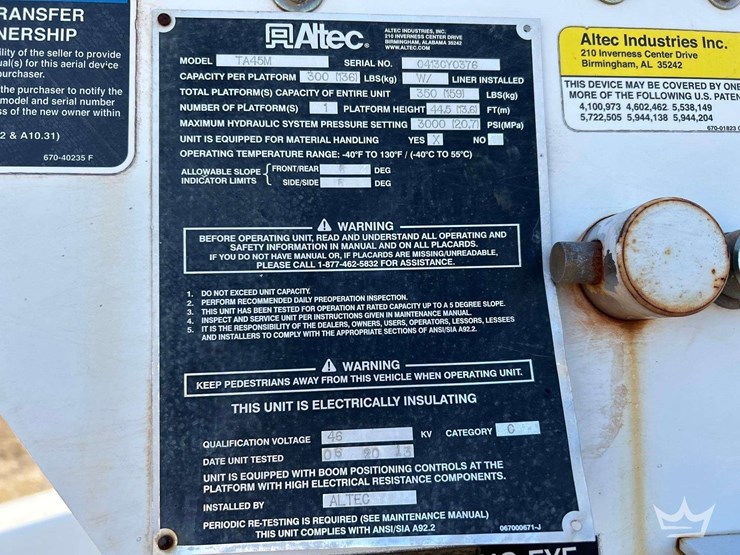 RANSFER
NERSHIP
ility of the seller to provide
ual(s) for this aerial device
urchaser.
the purchaser to notify the
model and serial number
ss of the new owner within
2 & A10.31)
670-40235 F
Altec
ALTEC INDUSTRIES, INC.
210 INVERNESS CENTER DRIVE
BIRMINGHAM, ALABAMA 35242
WWW.ALTEC.COM
MODEL TA45M SERIAL NO. 0413GY0376
CAPACITY PER PLATFORM 300 [136] LBS(kg) W/ LINER INSTALLED
TOTAL PLATFORM(S) CAPACITY OF ENTIRE UNIT 350 [159] LBS(kg)
NUMBER OF PLATFORM(S) 1 PLATFORM HEIGHT 44.5 [13.6] FT(m)
MAXIMUM HYDRAULIC SYSTEM PRESSURE SETTING 3000 [20.7] PSI(MPa)
UNIT IS EQUIPPED FOR MATERIAL HANDLING YES X NO
OPERATING TEMPERATURE RANGE: -40°F TO 130°F / (-40°C TO 55°C)
ALLOWABLE SLOPE INDICATOR LIMITS { FRONT/REAR 5 DEG
SIDE/SIDE 5 DEG
WARNING
BEFORE OPERATING UNIT, READ AND UNDERSTAND ALL OPERATING AND
SAFETY INFORMATION IN MANUAL AND ON ALL PLACARDS.
IF YOU DO NOT HAVE MANUAL OR, IF PLACARDS ARE MISSING/UNREADABLE,
PLEASE CALL 1-877-462-5832 FOR ASSISTANCE.
1. DO NOT EXCEED UNIT CAPACITY.
2. PERFORM RECOMMENDED DAILY PREOPERATION INSPECTION.
3. THIS UNIT HAS BEEN TESTED FOR OPERATION AT RATED CAPACITY UP TO A 5 DEGREE SLOPE.
4. INSPECT AND SERVICE UNIT PER INSTRUCTIONS GIVEN IN MAINTENANCE MANUAL.
5. IT IS THE RESPONSIBILITY OF THE DEALERS, OWNERS, USERS, OPERATORS, LESSORS, LESSEES
AND INSTALLERS TO COMPLY WITH THE APPROPRIATE SECTIONS OF ANSI/SIA A92.2.
WARNING
KEEP PEDESTRIANS AWAY FROM THIS VEHICLE WHEN OPERATING UNIT.
THIS UNIT IS ELECTRICALLY INSULATING
QUALIFICATION VOLTAGE 46 KV CATEGORY C
DATE UNIT TESTED 06 20 13
UNIT IS EQUIPPED WITH BOOM POSITIONING CONTROLS AT THE
PLATFORM WITH HIGH ELECTRICAL RESISTANCE COMPONENTS.
INSTALLED BY ALTEC
PERIODIC RE-TESTING IS REQUIRED (SEE MAINTENANCE MANUAL)
THIS UNIT COMPLIES WITH ANSI/SIA A92.2
067000671-J
Altec Industries Inc.
210 Inverness Center Drive
Birmingham, AL 35242
THIS DEVICE MAY BE COVERED BY ONE
MORE OF THE FOLLOWING U.S. PATEN
4,100,973 4,602,462 5,538,149
5,722,505 5,944,138 5,944,204
670-01823